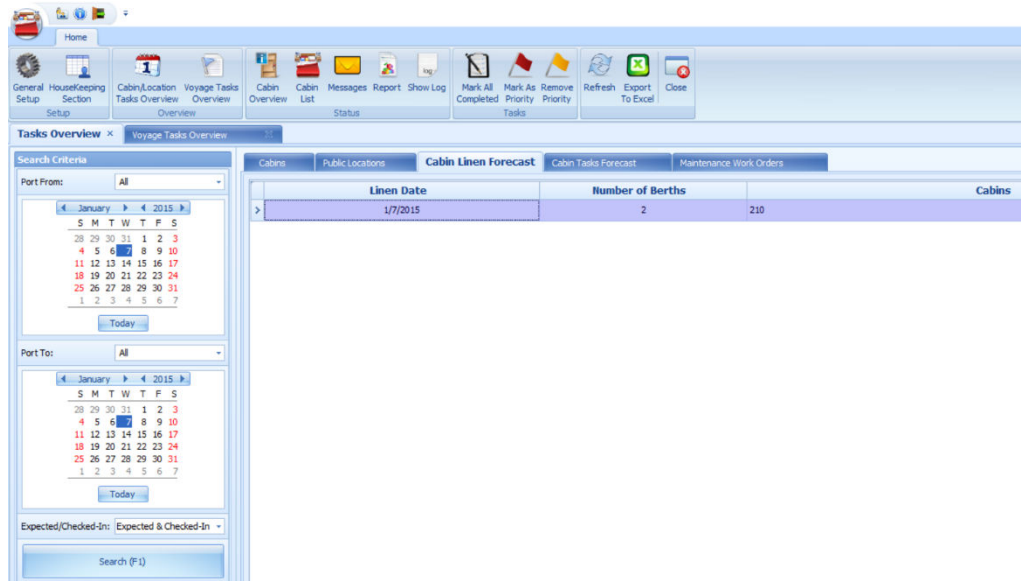 Home
General Setup
HouseKeeping Section
Cabin/Location Tasks Overview
Voyage Tasks Overview
Cabin Overview
Cabin List
Messages
Report
log
Show Log
Mark All Completed
Mark As Priority
Remove Priority
Refresh
Export To Excel
Close
Setup
Overview
Status
Tasks
Tasks Overview ×
Voyage Tasks Overview
Search Criteria
Cabins
Public Locations
Cabin Linen Forecast
Cabin Tasks Forecast
Maintenance Work Orders
Port From: All
Linen Date
Number of Berths
Cabins
1/7/2015
2
210
January 2015
S M T W T F S
28 29 30 31 1 2 3
4 5 6 7 8 9 10
11 12 13 14 15 16 17
18 19 20 21 22 23 24
25 26 27 28 29 30 31
1 2 3 4 5 6 7
Today
Port To: All
January 2015
S M T W T F S
28 29 30 31 1 2 3
4 5 6 7 8 9 10
11 12 13 14 15 16 17
18 19 20 21 22 23 24
25 26 27 28 29 30 31
1 2 3 4 5 6 7
Today
Expected/Checked-In: Expected & Checked-In
Search (F1)